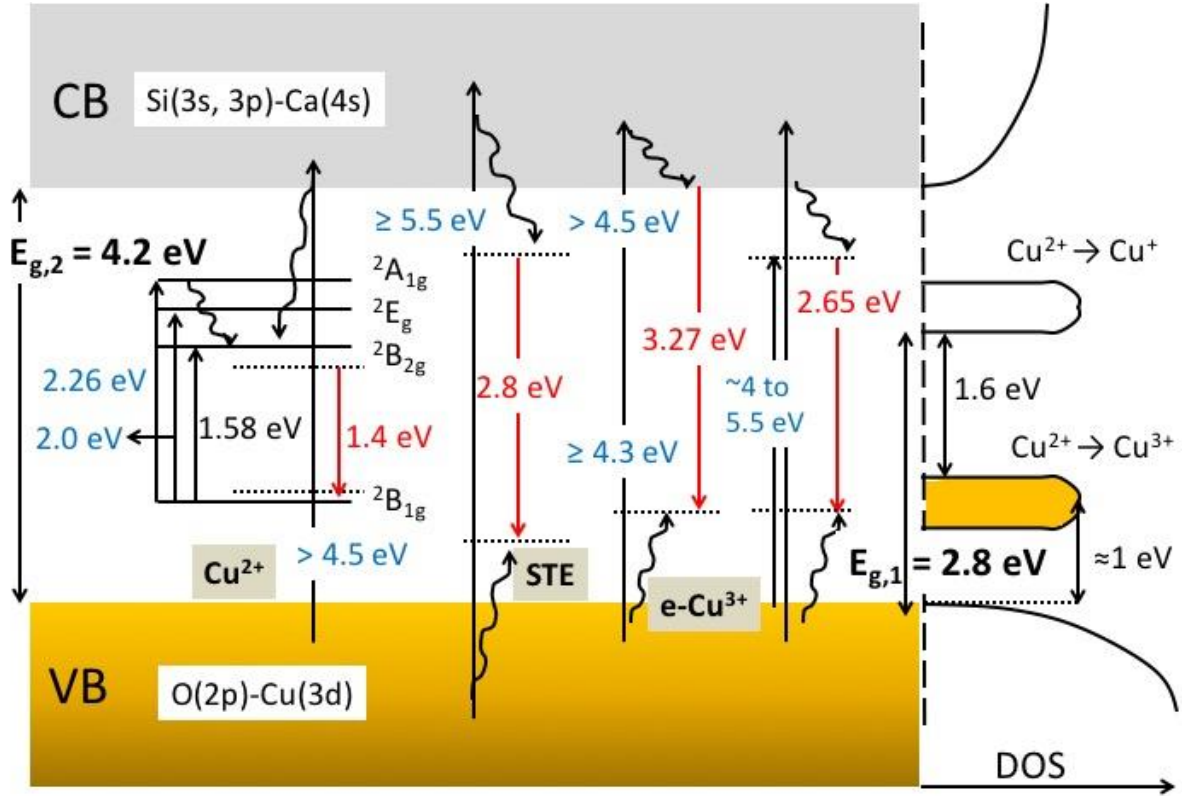 CB
Si(3s, 3p)-Ca(4s)
E_g,2 = 4.2 eV
≥ 5.5 eV
> 4.5 eV
Cu²⁺ → Cu⁺
²A₁g
²E_g
²B₂g
2.65 eV
3.27 eV
2.26 eV
2.8 eV
~4 to
5.5 eV
1.6 eV
2.0 eV
1.58 eV
1.4 eV
≥ 4.3 eV
Cu²⁺ → Cu³⁺
²B₁g
> 4.5 eV
Cu²⁺
STE
E_g,1 = 2.8 eV
≈1 eV
e-Cu³⁺
VB
O(2p)-Cu(3d)
DOS